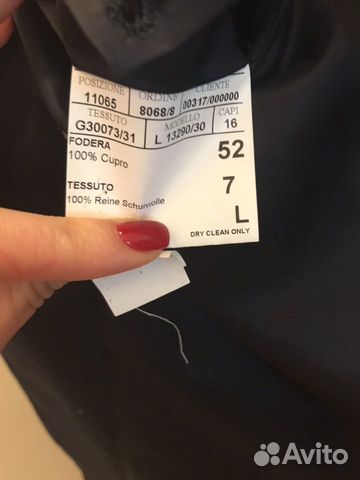 POSIZIONE ORDINE CLIENTE
11065 8068/8 00317/000000
TESSUTO MODELLO CAPI
G30073/31 L 13290/30 16
FODERA
100% Cupro
52
TESSUTO
100% Reine Schurwolle
7
L
DRY CLEAN ONLY
Avito